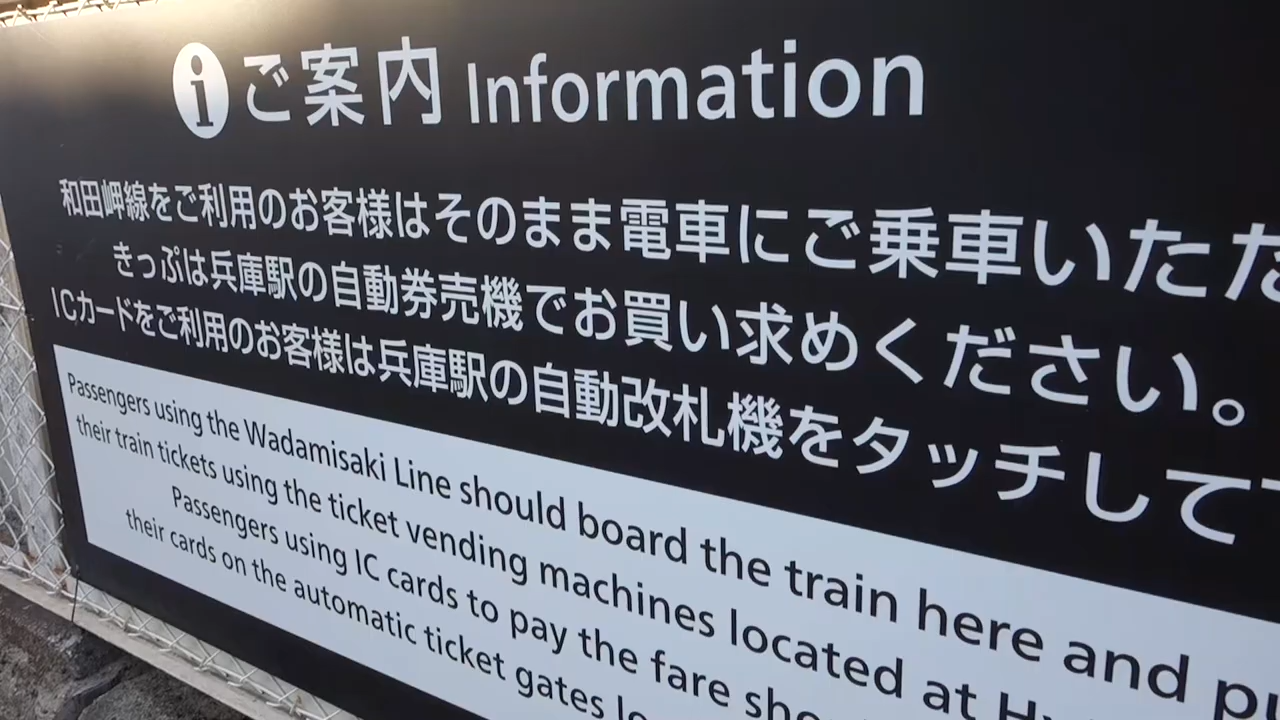 i ご案内 Information
和田岬線をご利用のお客様はそのまま電車にご乗車いただ
きっぷは兵庫駅の自動券売機でお買い求めください。
ICカードをご利用のお客様は兵庫駅の自動改札機をタッチして
Passengers using the Wadamisaki Line should board the train here and
their train tickets using the ticket vending machines located at
Passengers using IC cards to pay the fare
their cards on the automatic ticket gates